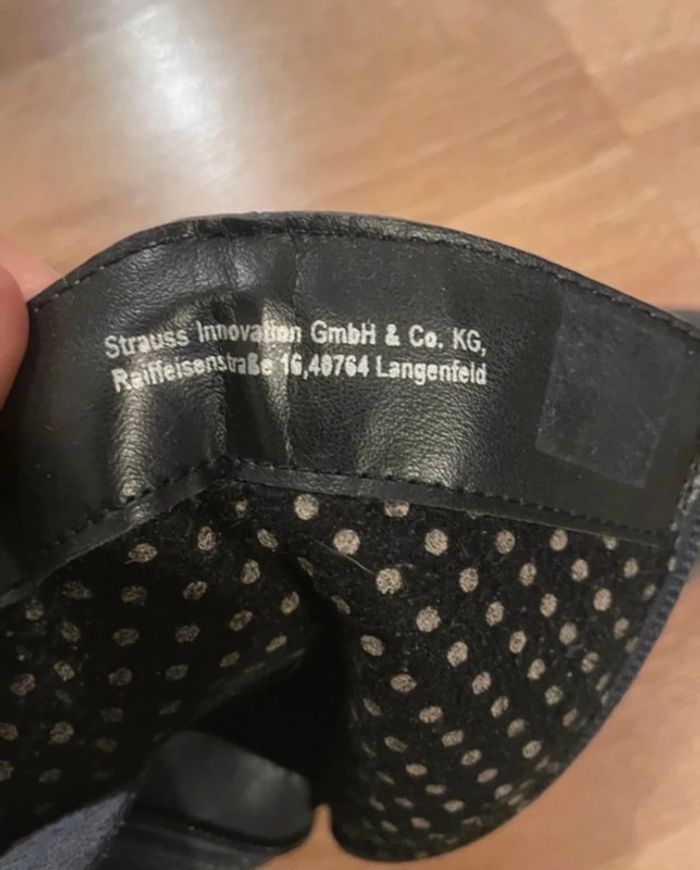 Strauss Innovation GmbH & Co. KG,
Raiffeisenstraße 16,40764 Langenfeld